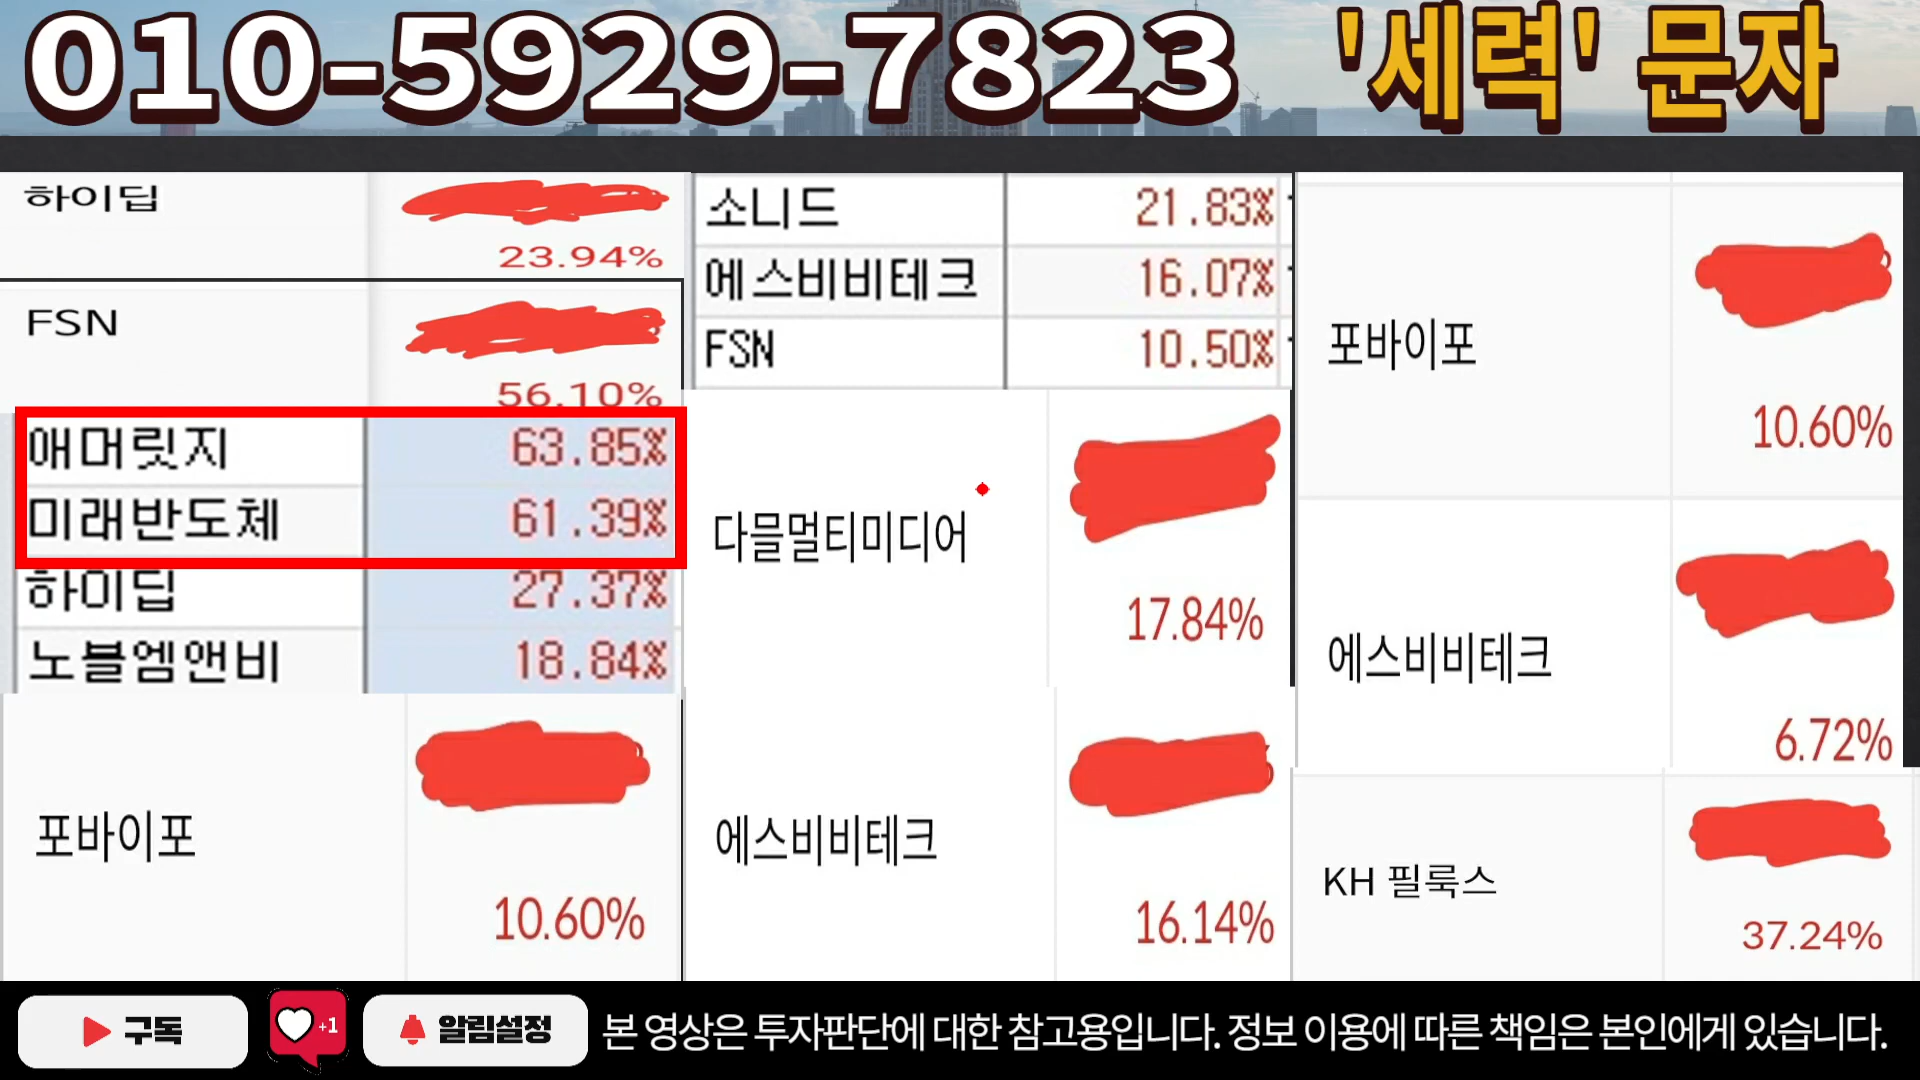 010-5929-7823 '세력' 문자
하이딥
23.94%
FSN
56.10%
애머릿지 63.85%
미래반도체 61.39%
하이딥 27.37%
노블엠앤비 18.84%
포바이포
10.60%
소니드 21.83%
에스비비테크 16.07%
FSN 10.50%
다믈멀티미디어
17.84%
에스비비테크
16.14%
포바이포
10.60%
에스비비테크
6.72%
KH 필룩스
37.24%
구독 +1 알림설정 본 영상은 투자판단에 대한 참고용입니다. 정보 이용에 따른 책임은 본인에게 있습니다.